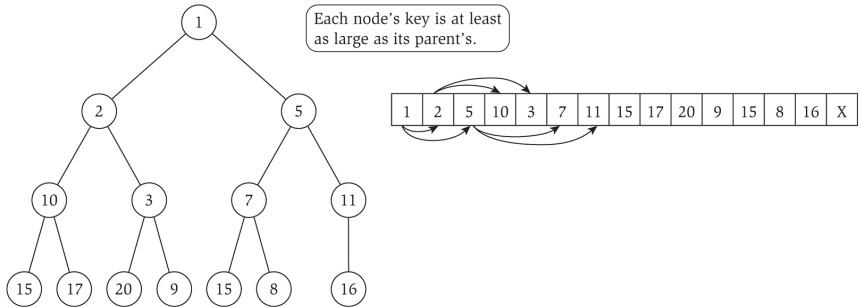 1
Each node's key is at least
as large as its parent's.
2 5
1 2 5 10 3 7 11 15 17 20 9 15 8 16 X
10 3 7 11
15 17 20 9 15 8 16